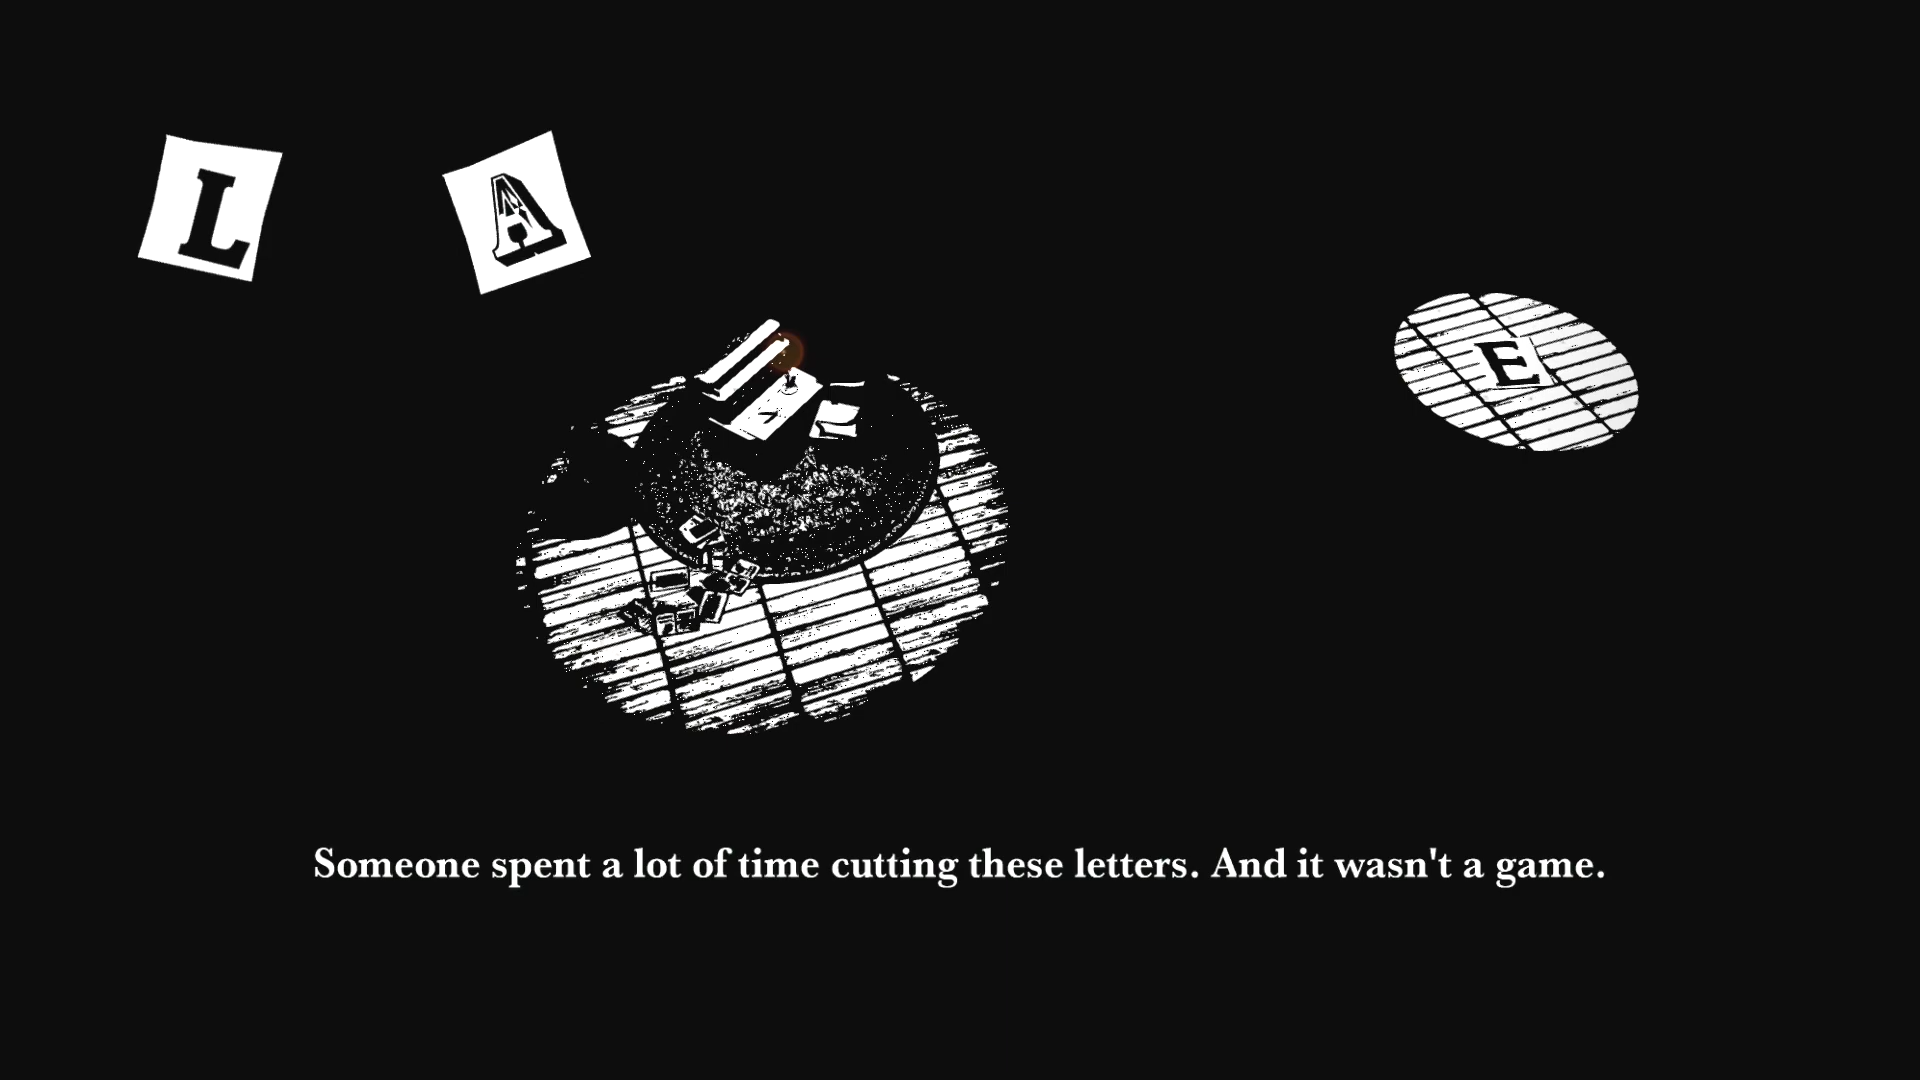 L A
E
Someone spent a lot of time cutting these letters. And it wasn't a game.